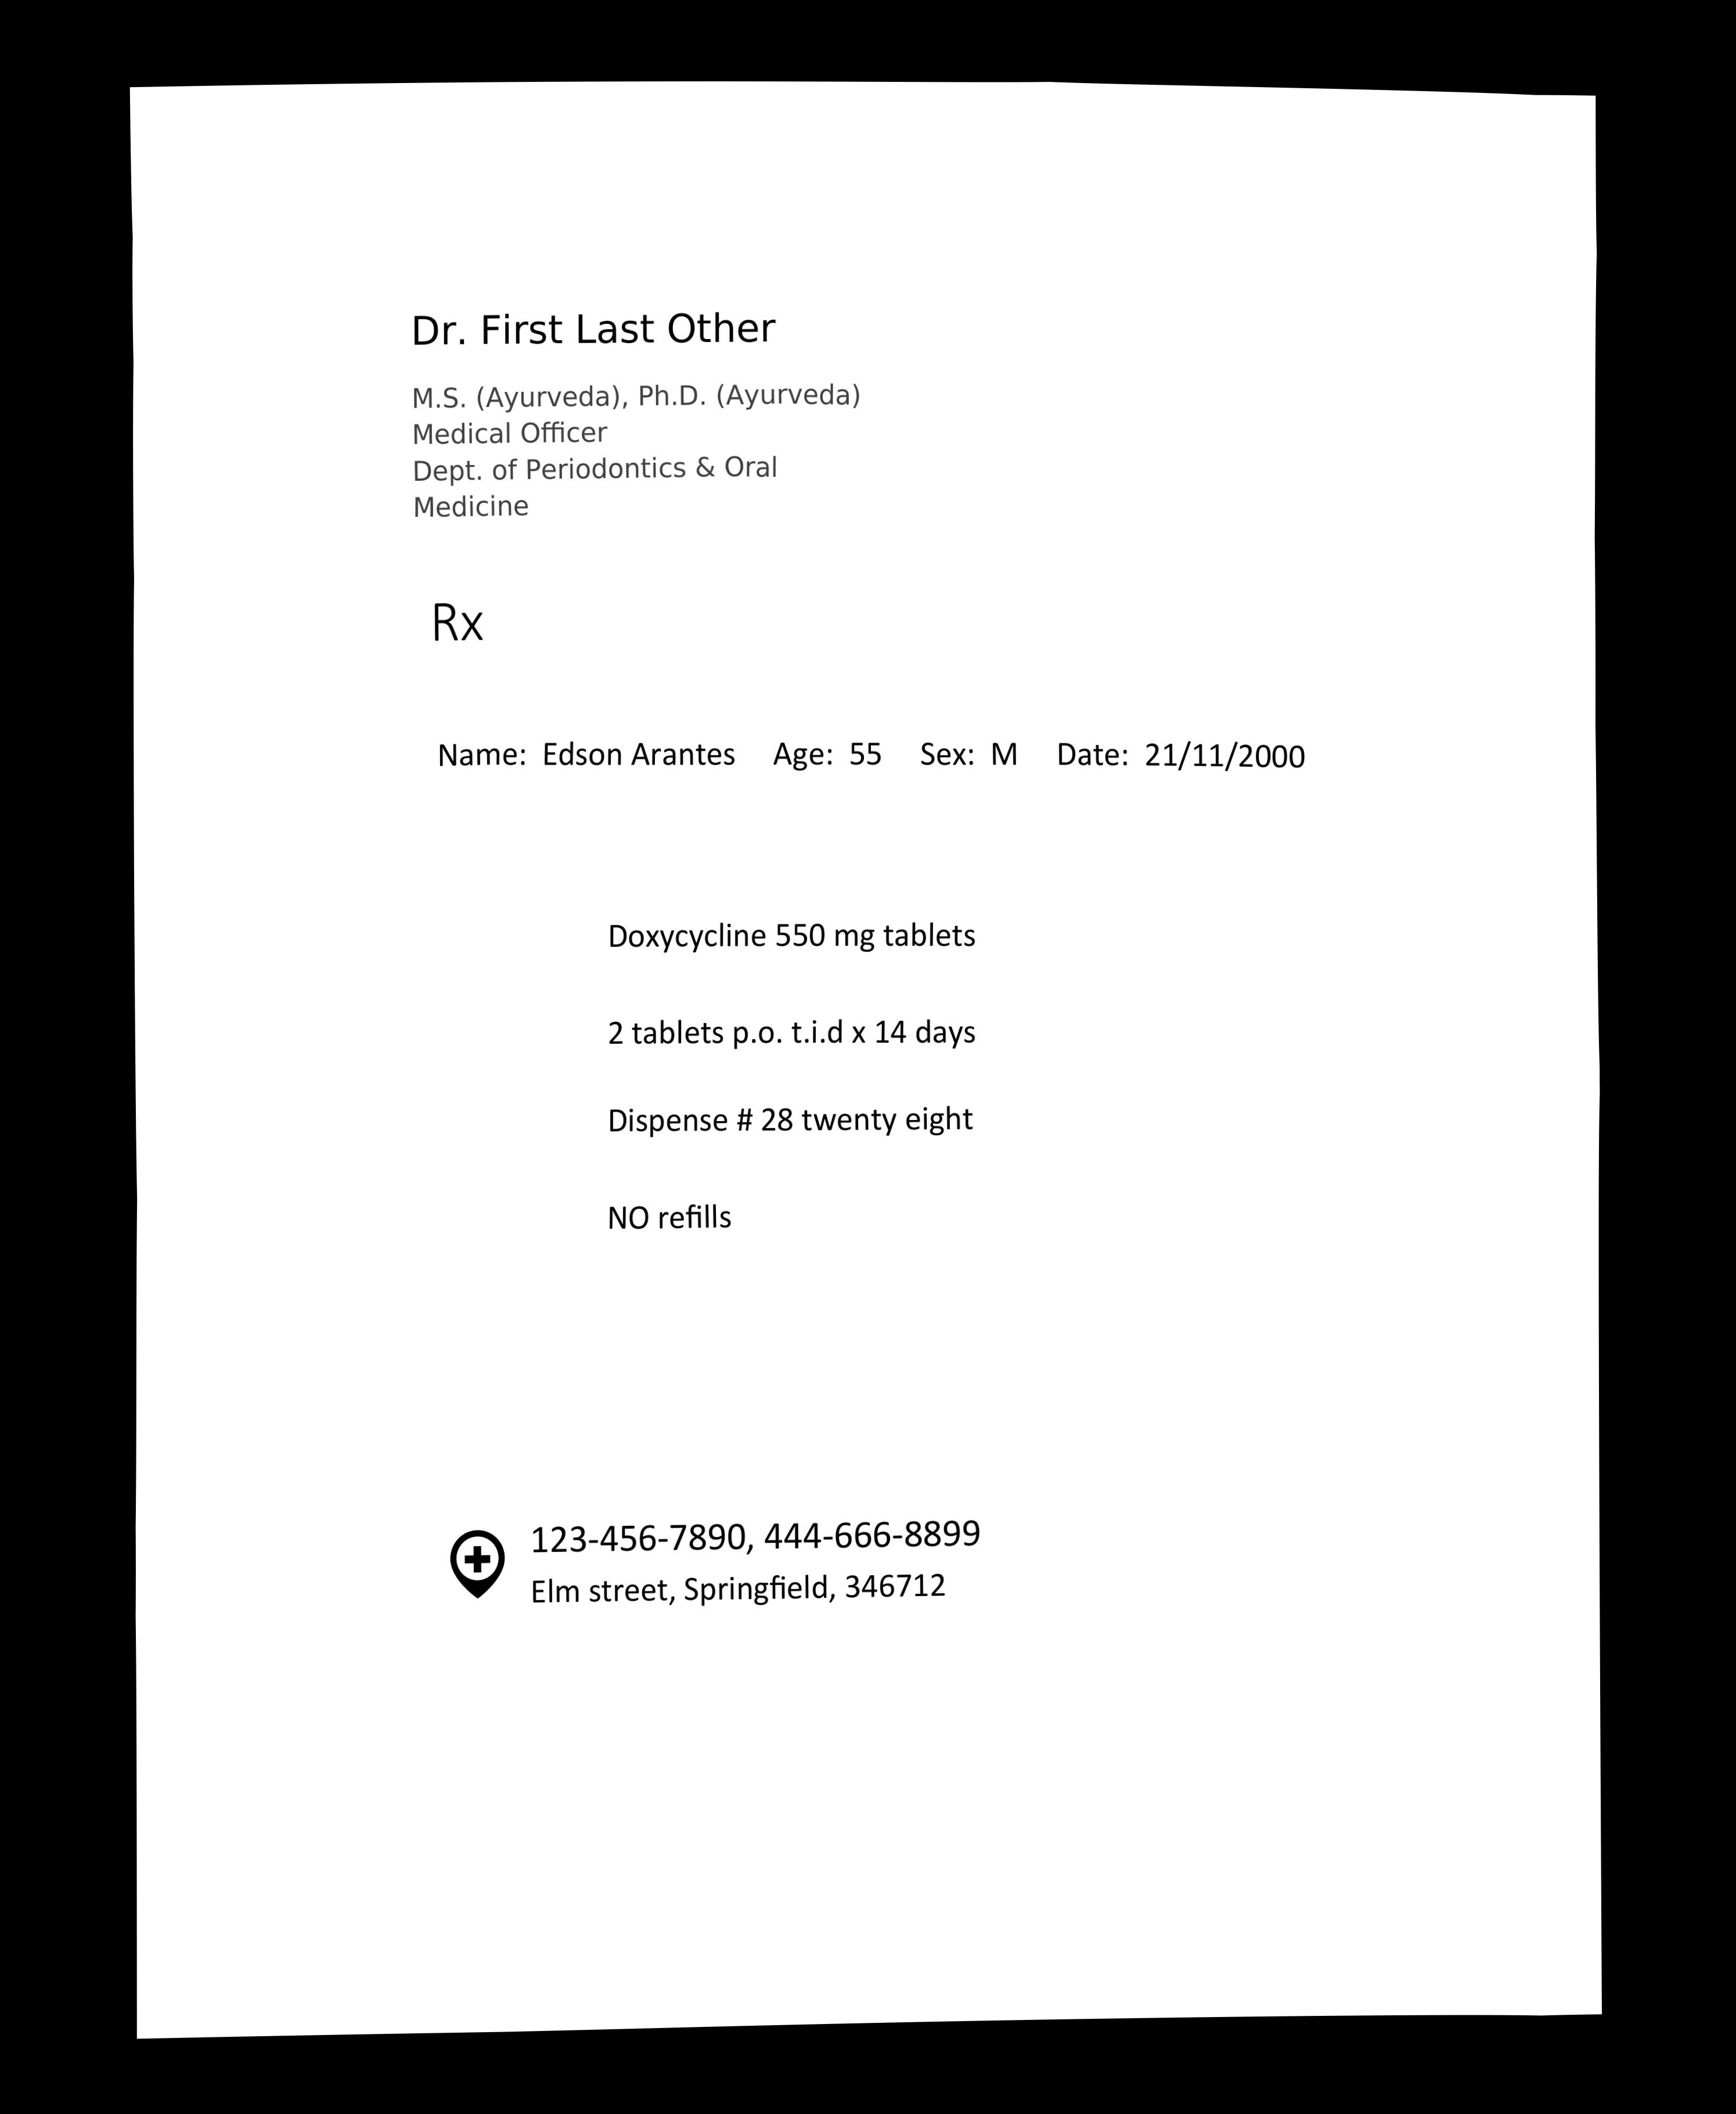 Dr. First Last Other
M.S. (Ayurveda), Ph.D. (Ayurveda)
Medical Officer
Dept. of Periodontics & Oral
Medicine
Rx
Name: Edson Arantes Age: 55 Sex: M Date: 21/11/2000
Doxycycline 550 mg tablets
2 tablets p.o. t.i.d x 14 days
Dispense # 28 twenty eight
NO refills
123-456-7890, 444-666-8899
Elm street, Springfield, 346712